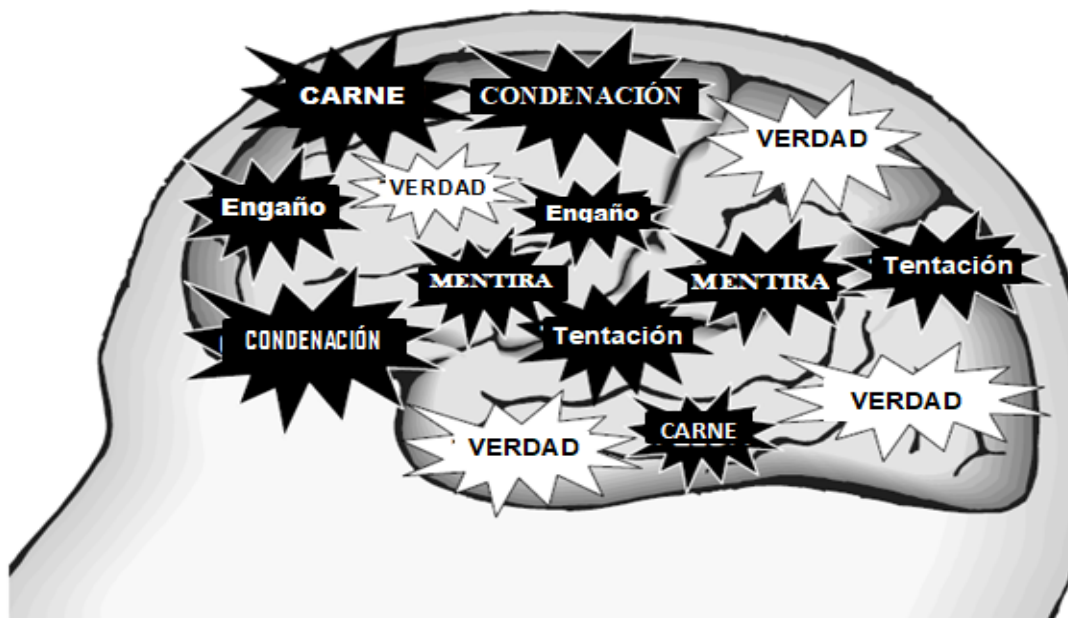 CARNE
CONDENACIÓN
VERDAD
VERDAD
Engaño
Engaño
MENTIRA
MENTIRA
Tentación
CONDENACIÓN
Tentación
VERDAD
CARNE
VERDAD